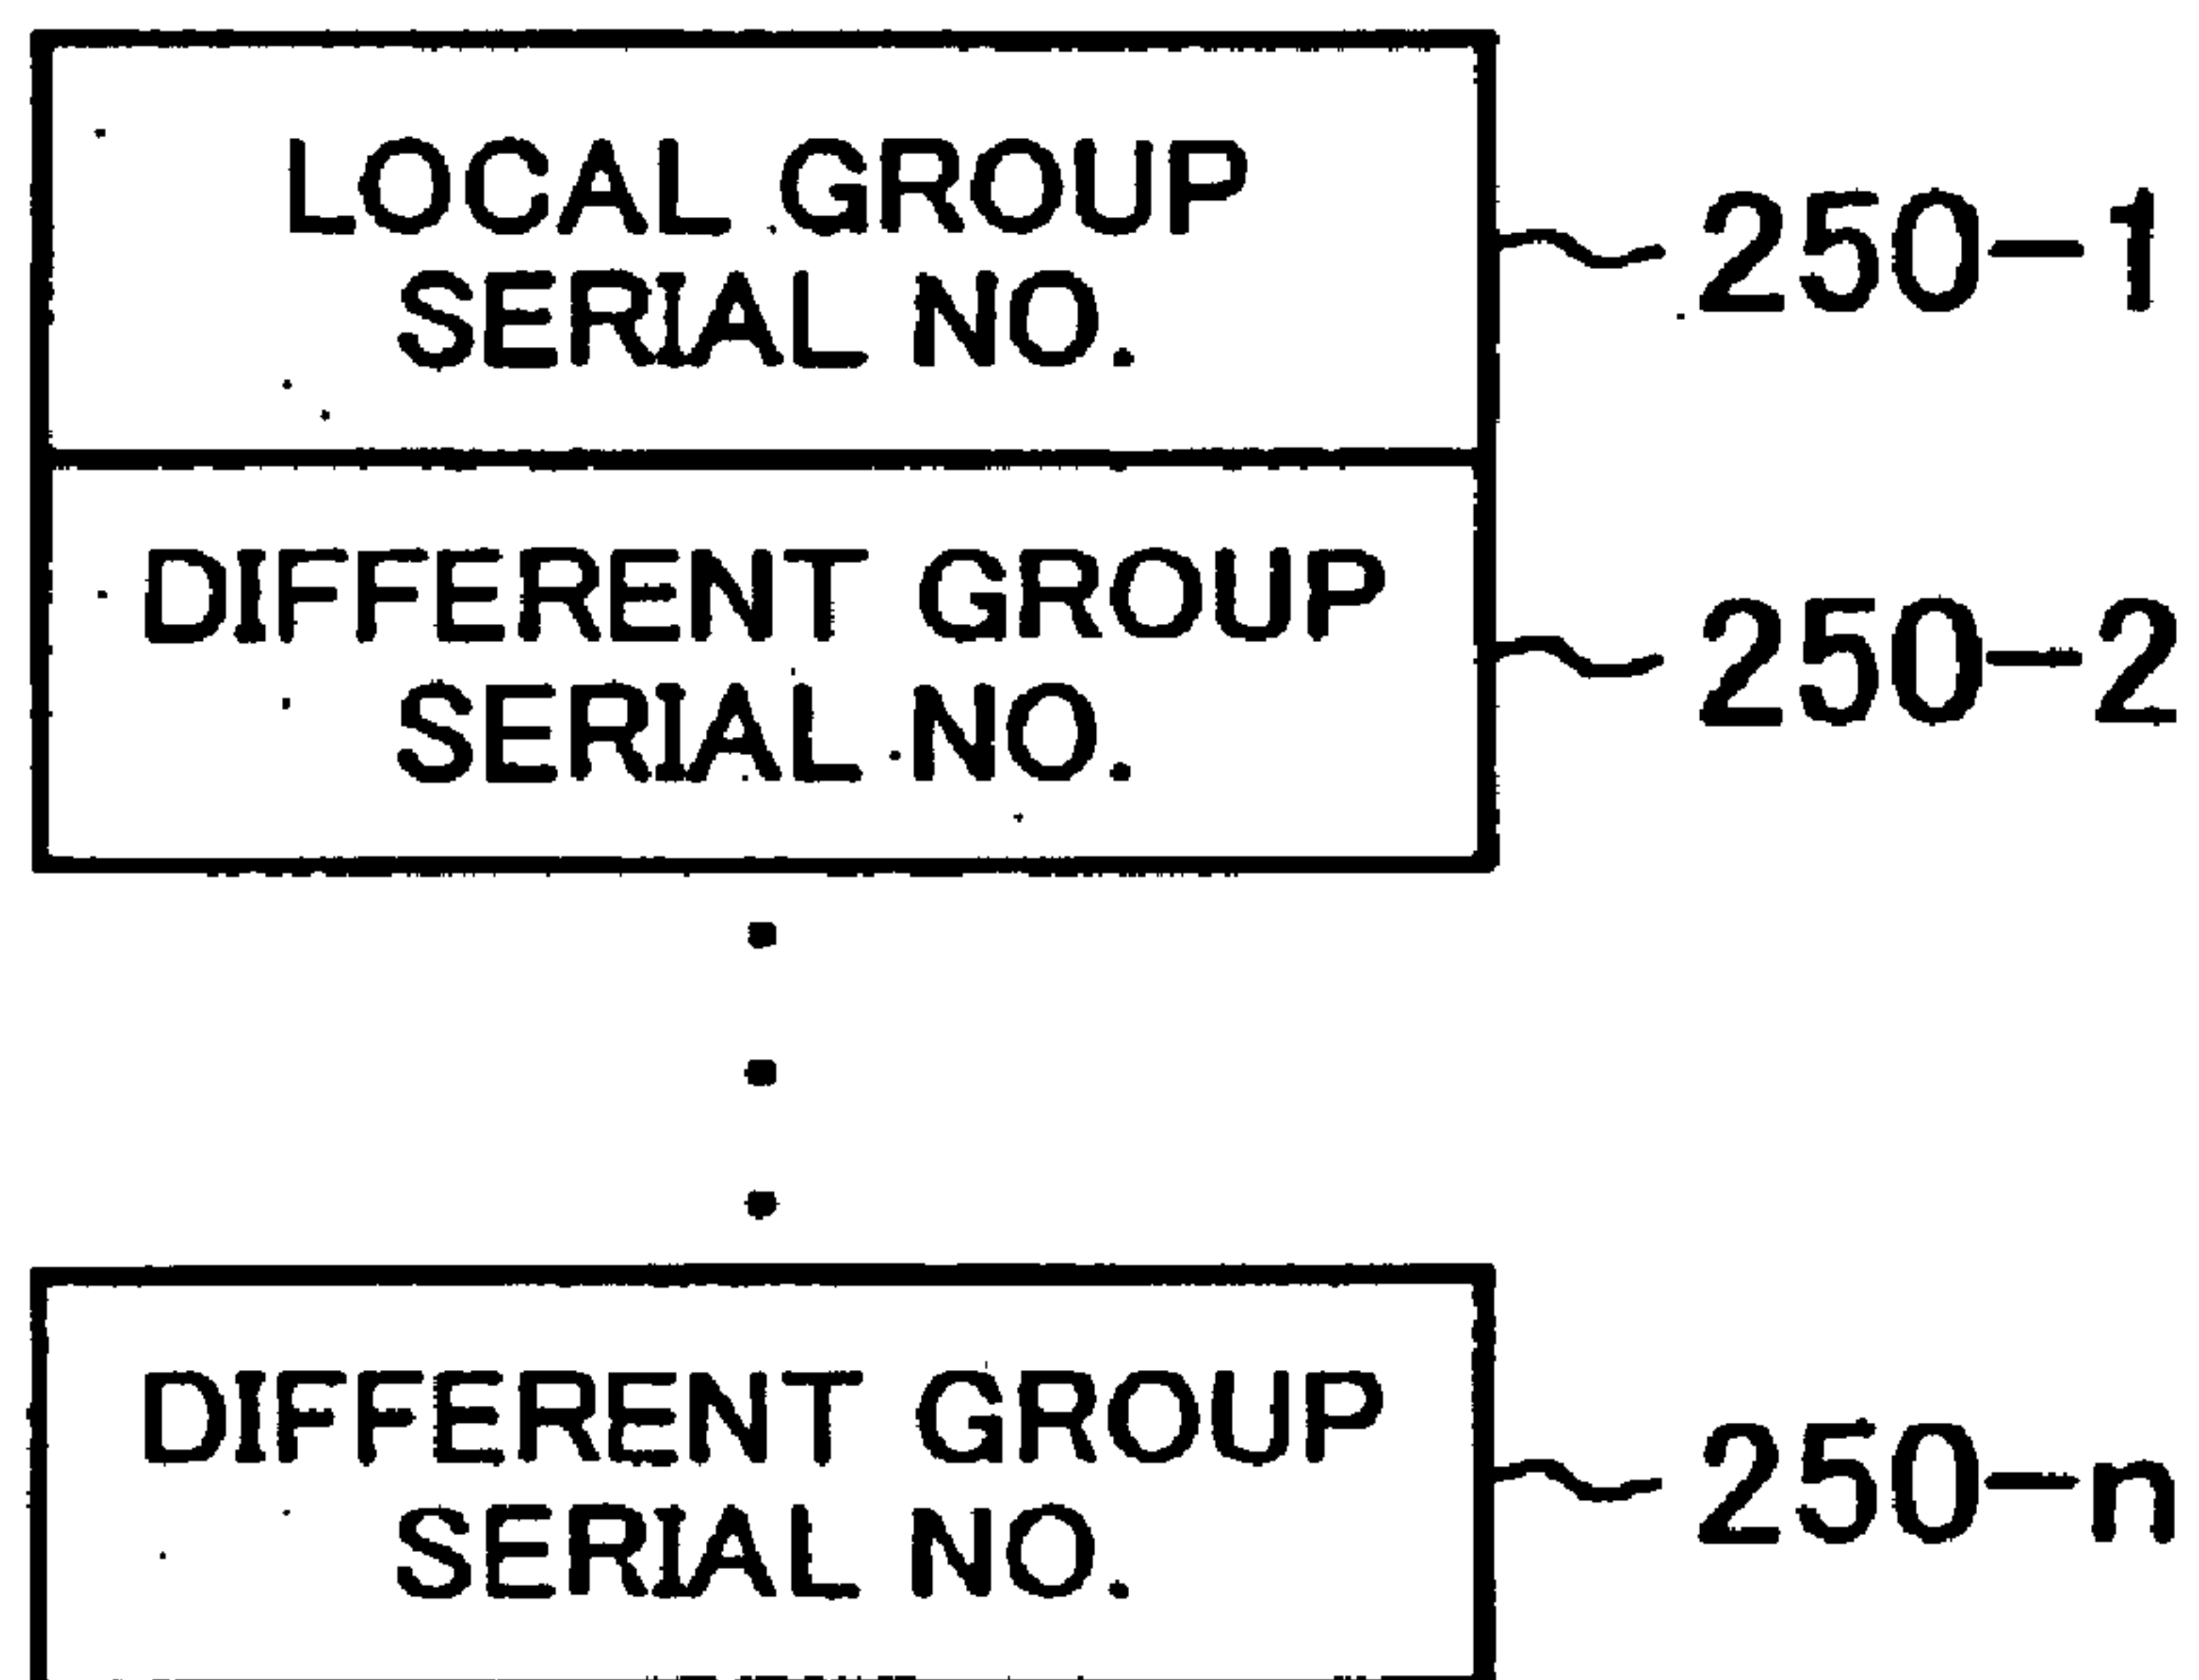 LOCAL GROUP
SERIAL NO.
250-1
DIFFERENT GROUP
SERIAL NO.
250-2
DIFFERENT GROUP
SERIAL NO.
250-n